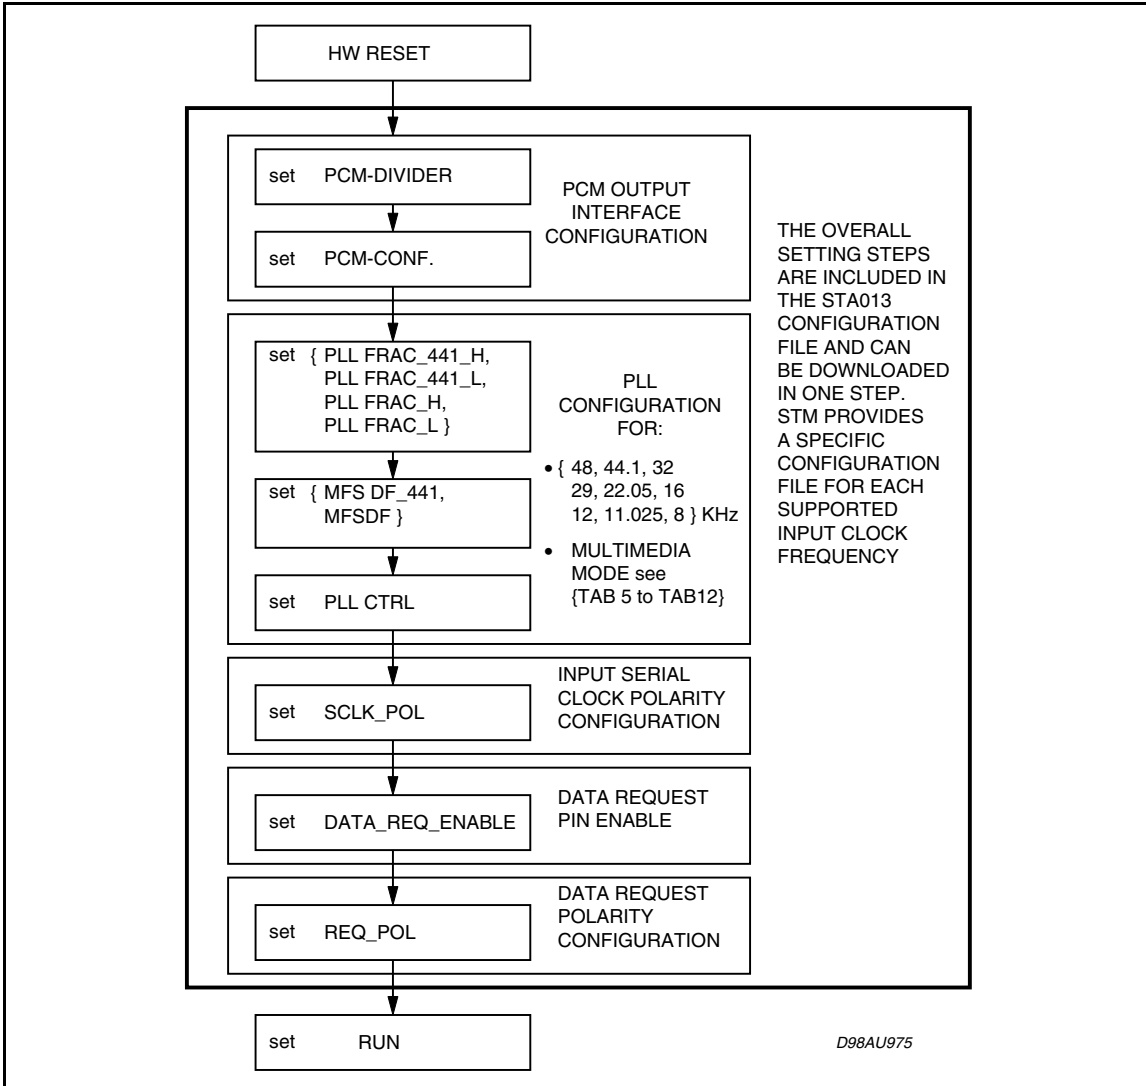 HW RESET
set PCM-DIVIDER
set PCM-CONF.
PCM OUTPUT
INTERFACE
CONFIGURATION
set { PLL FRAC_441_H,
PLL FRAC_441_L,
PLL FRAC_H,
PLL FRAC_L }
set { MFS DF_441,
MFSDF }
set PLL CTRL
PLL
CONFIGURATION
FOR:
• { 48, 44.1, 32
29, 22.05, 16
12, 11.025, 8 } KHz
• MULTIMEDIA
MODE see
{TAB 5 to TAB12}
set SCLK_POL
INPUT SERIAL
CLOCK POLARITY
CONFIGURATION
set DATA_REQ_ENABLE
DATA REQUEST
PIN ENABLE
set REQ_POL
DATA REQUEST
POLARITY
CONFIGURATION
THE OVERALL
SETTING STEPS
ARE INCLUDED IN
THE STA013
CONFIGURATION
FILE AND CAN
BE DOWNLOADED
IN ONE STEP.
STM PROVIDES
A SPECIFIC
CONFIGURATION
FILE FOR EACH
SUPPORTED
INPUT CLOCK
FREQUENCY
set RUN
D98AU975